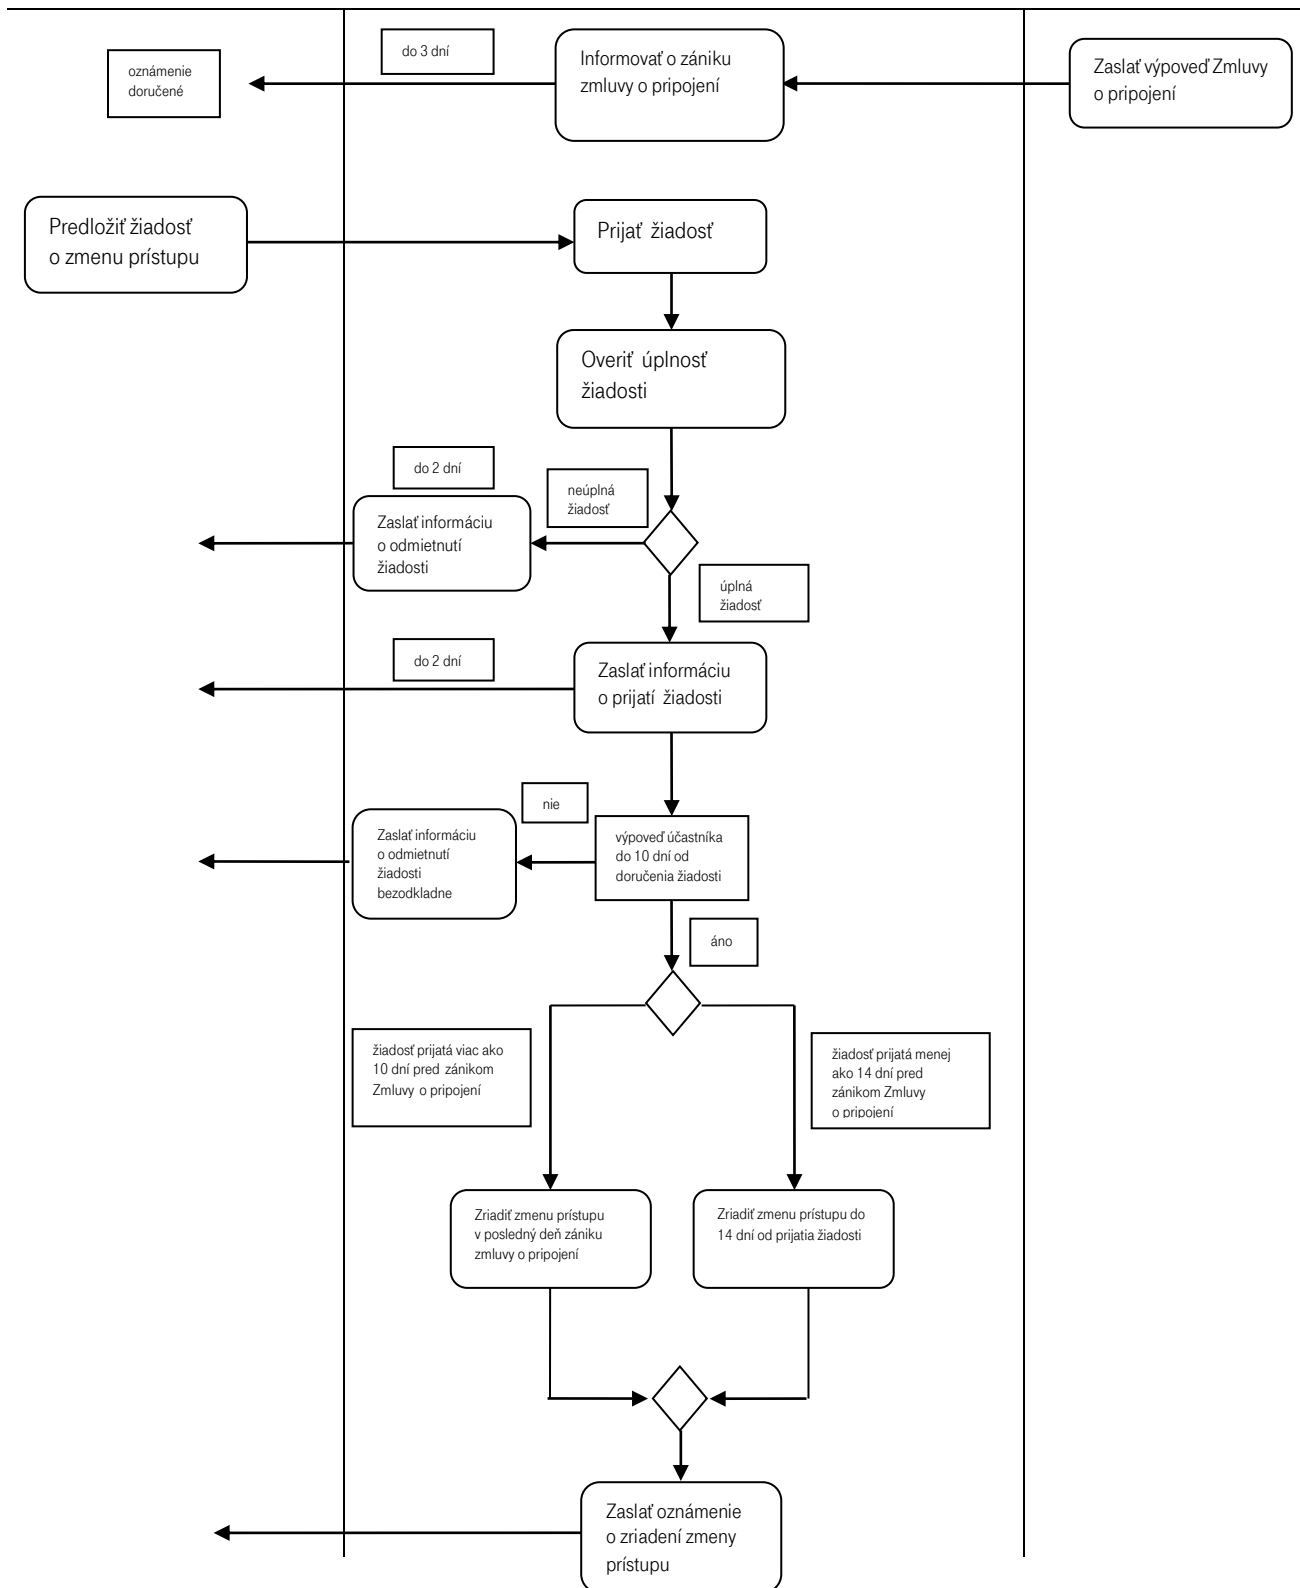 do 3 dní
Informovať o zániku
zmluvy o pripojení
Zaslať výpoveď Zmluvy
o pripojení
oznámenie
doručené
Predložiť žiadosť
o zmenu prístupu
Prijať žiadosť
Overiť úplnosť
žiadosti
do 2 dní
neúplná
žiadosť
Zaslať informáciu
o odmietnutí
žiadosti
úplná
žiadosť
do 2 dní
Zaslať informáciu
o prijatí žiadosti
nie
Zaslať informáciu
o odmietnutí
žiadosti
bezodkladne
výpoveď účastníka
do 10 dní od
doručenia žiadosti
áno
žiadosť prijatá viac ako
10 dní pred zánikom
Zmluvy o pripojení
žiadosť prijatá menej
ako 14 dní pred
zánikom Zmluvy
o pripojení
Zriadiť zmenu prístupu
v posledný deň zániku
zmluvy o pripojení
Zriadiť zmenu prístupu do
14 dní od prijatia žiadosti
Zaslať oznámenie
o zriadení zmeny
prístupu